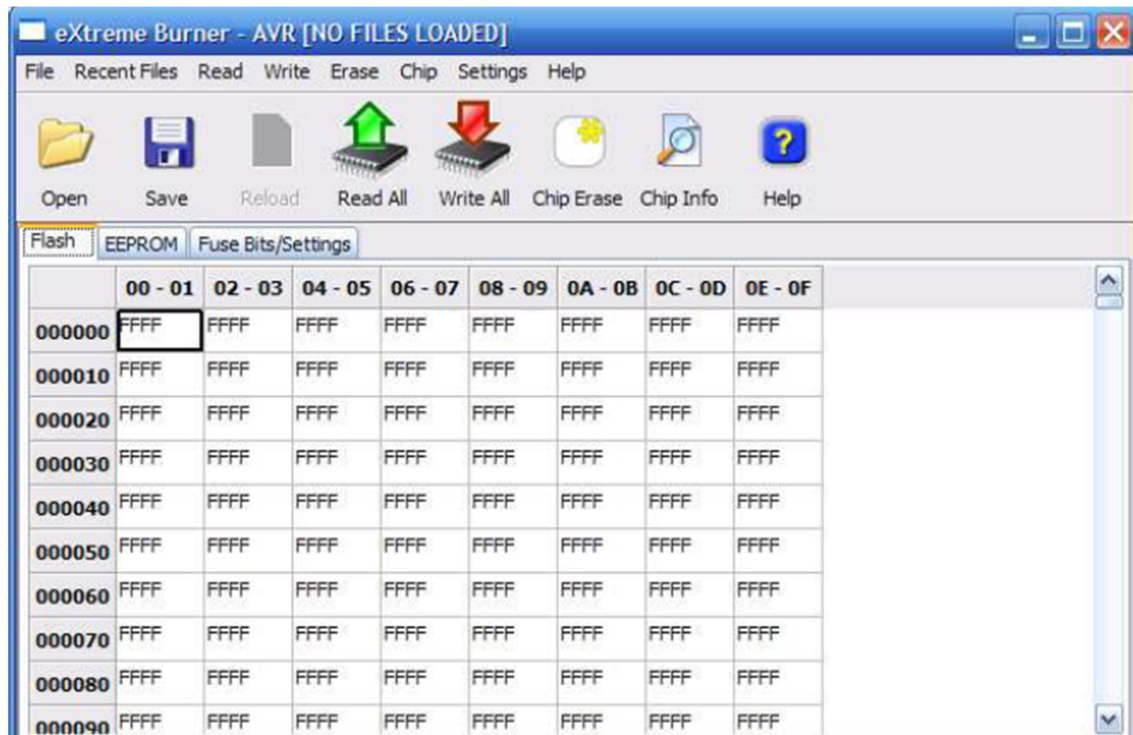 eXtreme Burner - AVR [NO FILES LOADED]
File Recent Files Read Write Erase Chip Settings Help
Open Save Reload Read All Write All Chip Erase Chip Info Help
Flash EEPROM Fuse Bits/Settings
00 - 01 02 - 03 04 - 05 06 - 07 08 - 09 0A - 0B 0C - 0D 0E - 0F
000000 FFFF FFFF FFFF FFFF FFFF FFFF FFFF FFFF
000010 FFFF FFFF FFFF FFFF FFFF FFFF FFFF FFFF
000020 FFFF FFFF FFFF FFFF FFFF FFFF FFFF FFFF
000030 FFFF FFFF FFFF FFFF FFFF FFFF FFFF FFFF
000040 FFFF FFFF FFFF FFFF FFFF FFFF FFFF FFFF
000050 FFFF FFFF FFFF FFFF FFFF FFFF FFFF FFFF
000060 FFFF FFFF FFFF FFFF FFFF FFFF FFFF FFFF
000070 FFFF FFFF FFFF FFFF FFFF FFFF FFFF FFFF
000080 FFFF FFFF FFFF FFFF FFFF FFFF FFFF FFFF
000090 FFFF FFFF FFFF FFFF FFFF FFFF FFFF FFFF